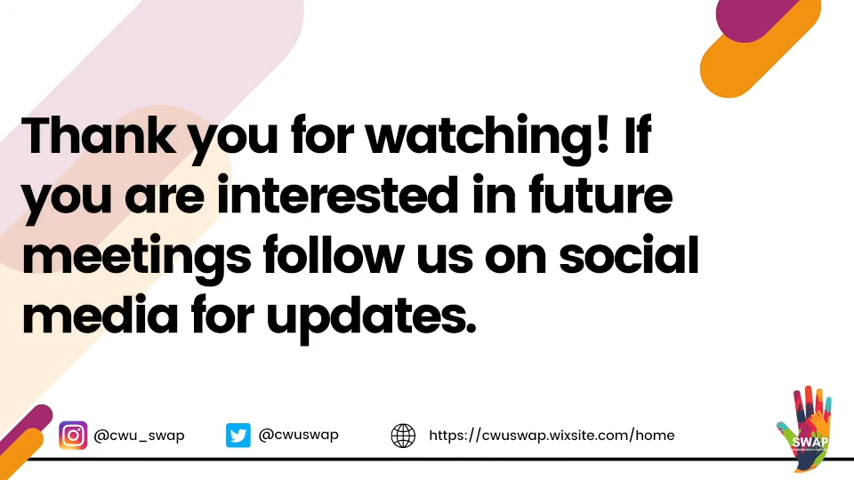 Thank you for watching! If
you are interested in future
meetings follow us on social
media for updates.
@cwu_swap @cwuswap https://cwuswap.wixsite.com/home
SWAP